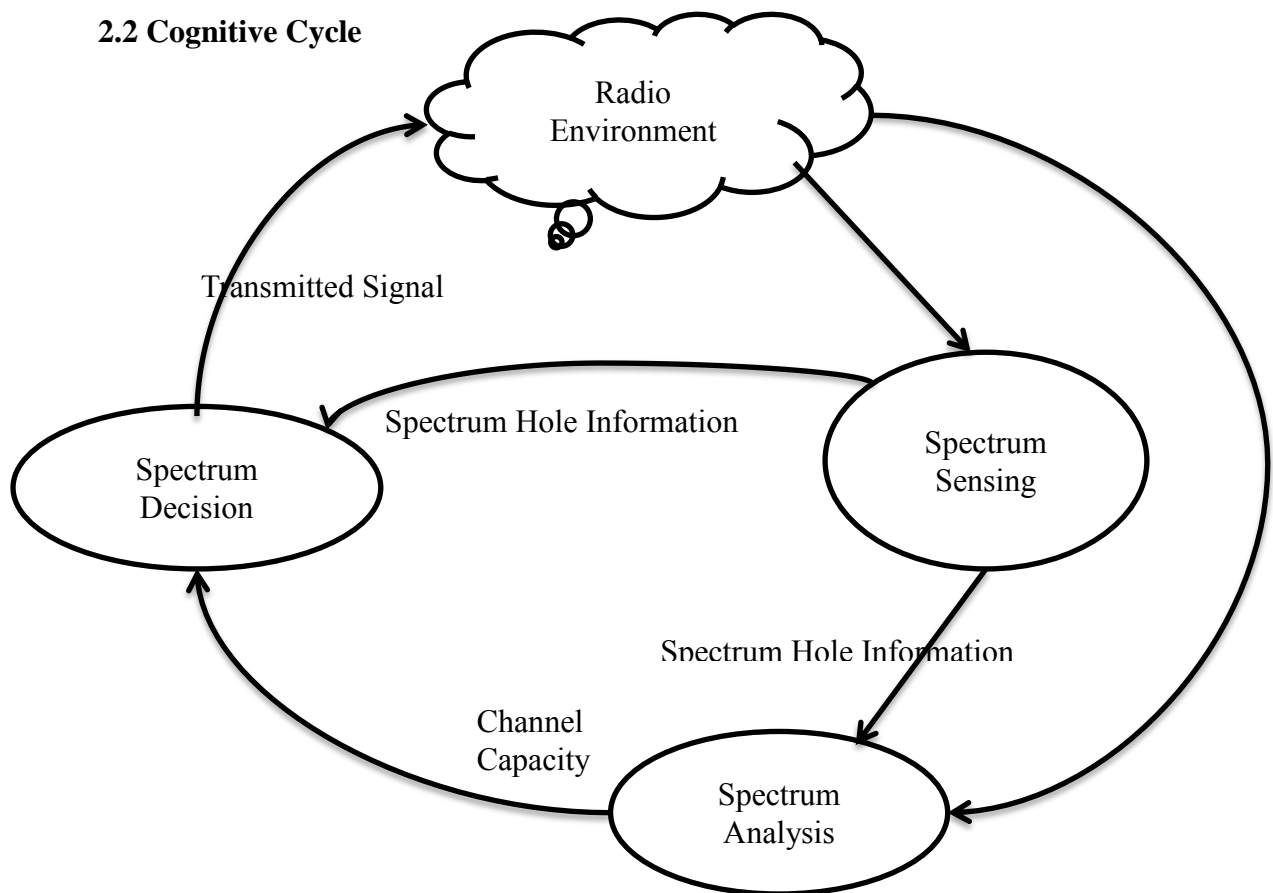 2.2 Cognitive Cycle
Radio
Environment
Transmitted Signal
Spectrum Hole Information
Spectrum
Sensing
Spectrum
Decision
Spectrum Hole Information
Channel
Capacity
Spectrum
Analysis